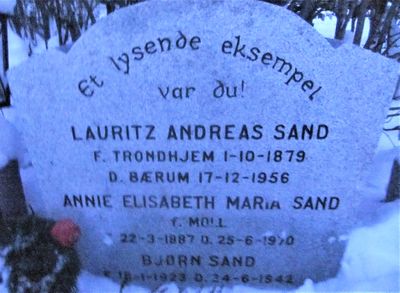 Et lysende eksempel
var du!
LAURITZ ANDREAS SAND
F. TRONDHJEM 1-10-1879
D. BÆRUM 17-12-1956
ANNIE ELISABETH MARIA SAND
f. MOLL
22-3-1887 D. 25-6-1970
BJØRN SAND
F. 18-1-1923 D. 24-6-1942